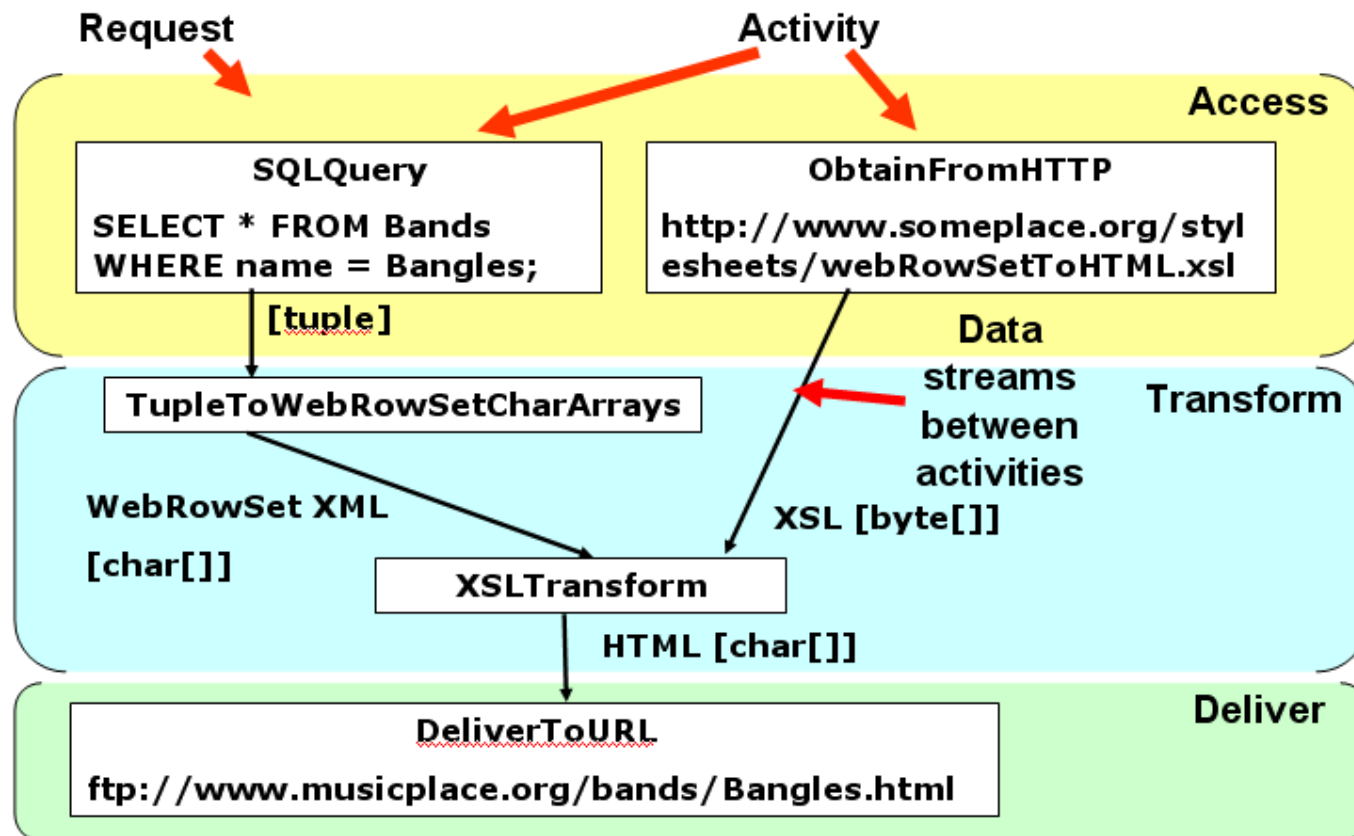 Request
Activity
Access
SQLQuery
SELECT * FROM Bands
WHERE name = Bangles;
ObtainFromHTTP
http://www.someplace.org/styl
esheets/webRowSetToHTML.xsl
[tuple]
Data
streams
between
activities
Transform
TupleToWebRowSetCharArrays
WebRowSet XML
[char[]]
XSL [byte[]]
XSLTransform
HTML [char[]]
Deliver
DeliverToURL
ftp://www.musicplace.org/bands/Bangles.html